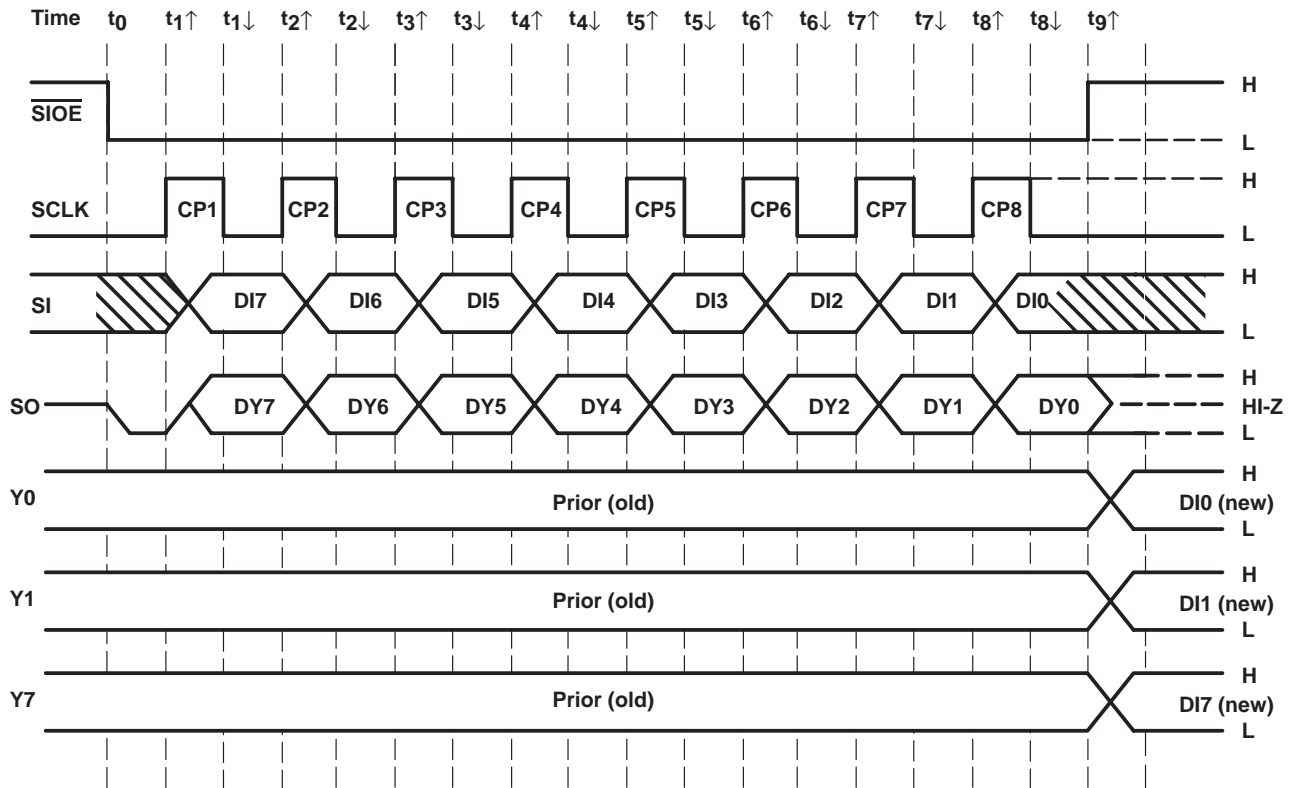 Time t0 t1↑ t1↓ t2↑ t2↓ t3↑ t3↓ t4↑ t4↓ t5↑ t5↓ t6↑ t6↓ t7↑ t7↓ t8↑ t8↓ t9↑
H
SIOE
L
H
SCLK CP1 CP2 CP3 CP4 CP5 CP6 CP7 CP8
L
H
SI DI7 DI6 DI5 DI4 DI3 DI2 DI1 DI0
L
H
SO DY7 DY6 DY5 DY4 DY3 DY2 DY1 DY0 HI-Z
L
H
Y0 Prior (old) DI0 (new)
L
H
Y1 Prior (old) DI1 (new)
L
H
Y7 Prior (old) DI7 (new)
L